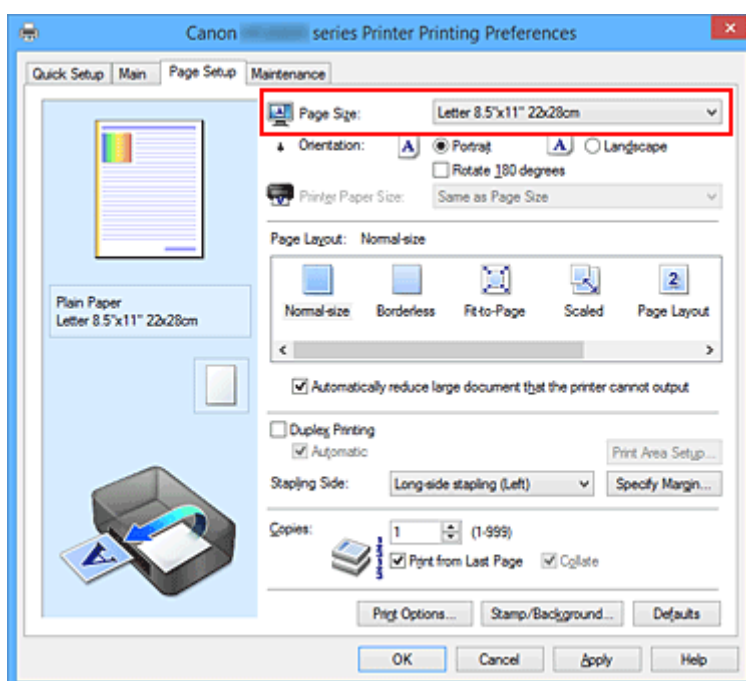 Canon series Printer Printing Preferences
Quick Setup Main Page Setup Maintenance
Page Size: Letter 8.5"x11" 22x28cm
Orientation: A Portrait A Landscape
Rotate 180 degrees
Printer Paper Size: Same as Page Size
Page Layout: Normal-size
2
Normal-size Borderless Fit-to-Page Scaled Page Layout
Plain Paper
Letter 8.5"x11" 22x28cm
Automatically reduce large document that the printer cannot output
Duplex Printing
Automatic
Print Area Setup...
Stapling Side: Long-side stapling (Left) Specify Margin...
Copies: 1 (1-999)
Print from Last Page Collate
Print Options... Stamp/Background... Defaults
OK Cancel Apply Help